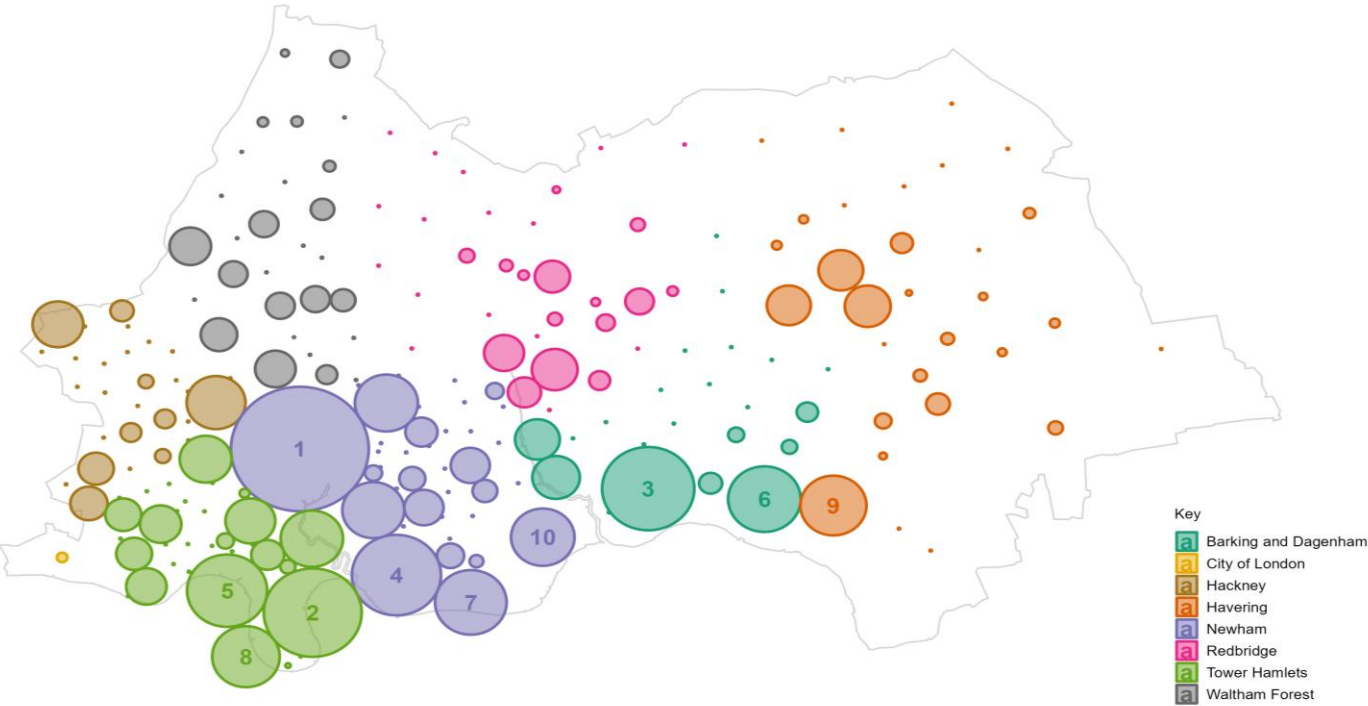 1
3
6
9
10
4
5
7
2
8
Key
a Barking and Dagenham
a City of London
a Hackney
a Havering
a Newham
a Redbridge
a Tower Hamlets
a Waltham Forest